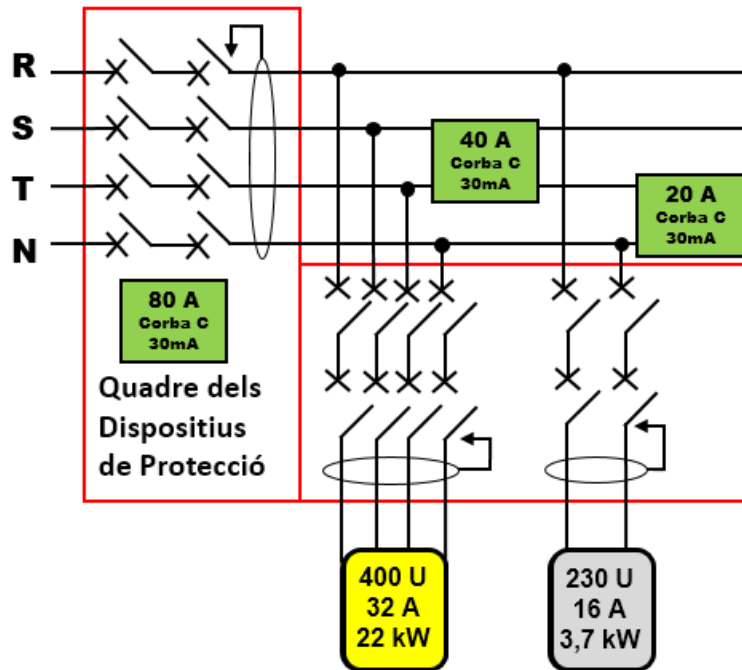 R
S
T
N
40 A
Corba C
30mA
20 A
Corba C
30mA
80 A
Corba C
30mA
Quadre dels
Dispositius
de Protecció
400 U
32 A
22 kW
230 U
16 A
3,7 kW